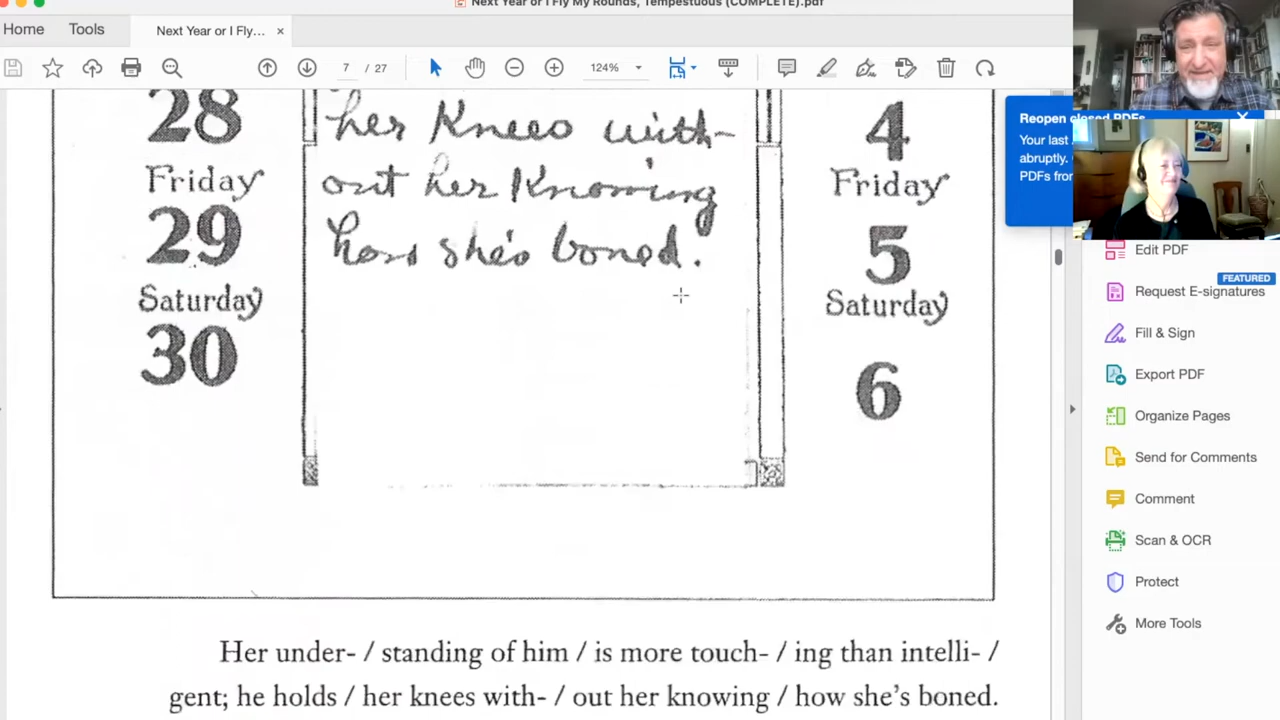 Next Year or I Fly My Rounds, Tempestuous (COMPLETE).pdf
Home Tools Next Year or I Fly... ×
7 / 27 124%
28
Friday
29
Saturday
30
her Knees with-
out her Knowing
how she's boned.
4
Friday
5
Saturday
6
Her under- / standing of him / is more touch- / ing than intelli- /
gent; he holds / her knees with- / out her knowing / how she's boned.
Reopen closed PDFs
Your last
abruptly.
PDFs from
Edit PDF
FEATURED
Request E-signatures
Fill & Sign
Export PDF
Organize Pages
Send for Comments
Comment
Scan & OCR
Protect
More Tools